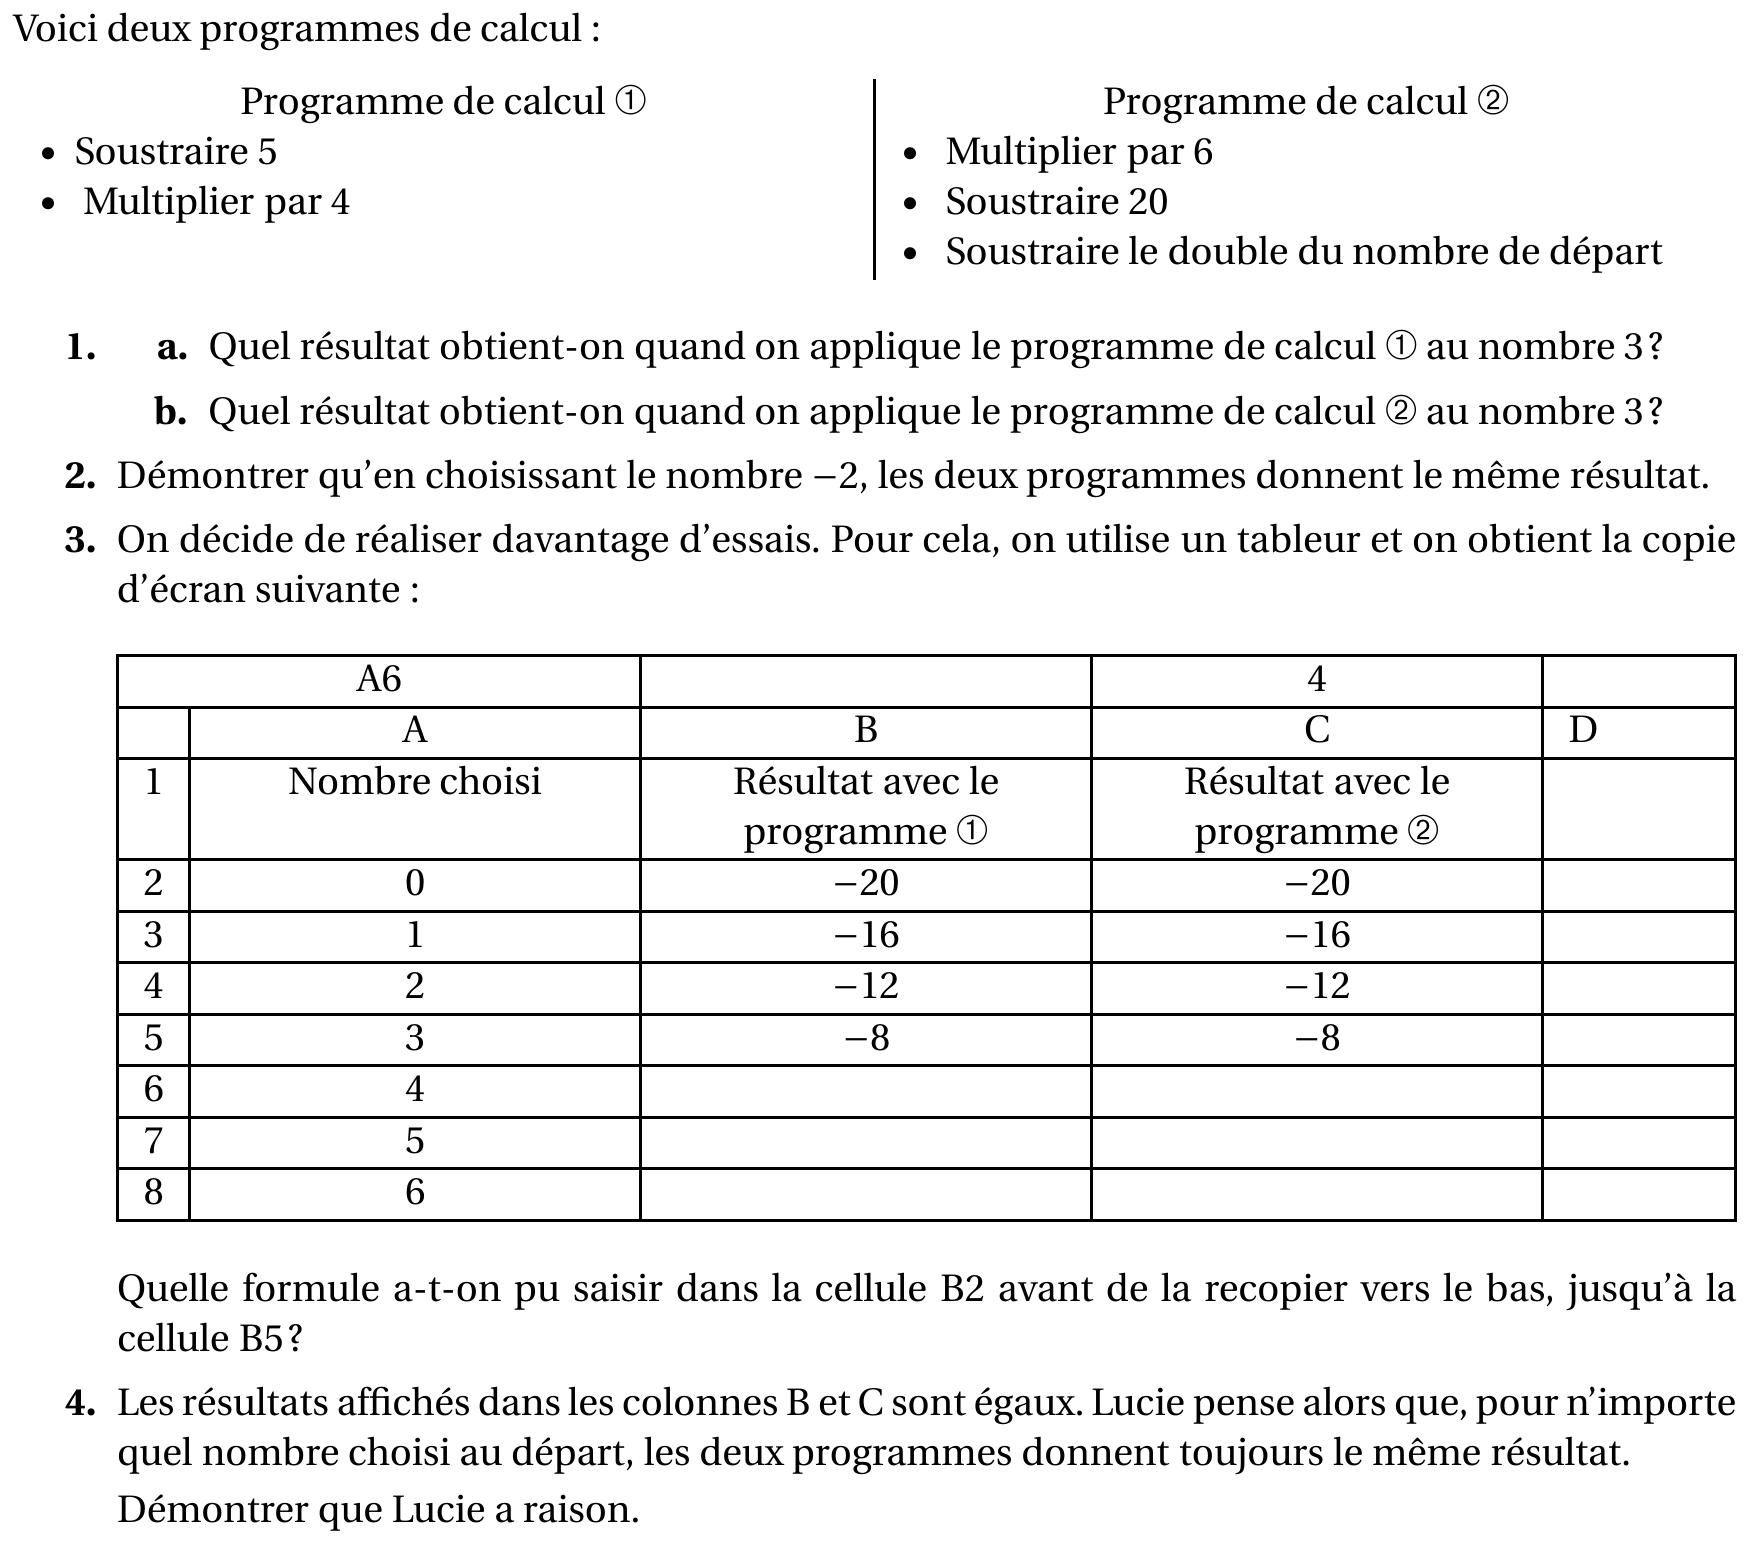 Voici deux programmes de calcul :
Programme de calcul ①
• Soustraire 5
• Multiplier par 4
Programme de calcul ②
• Multiplier par 6
• Soustraire 20
• Soustraire le double du nombre de départ
1. a. Quel résultat obtient-on quand on applique le programme de calcul ① au nombre 3 ?
b. Quel résultat obtient-on quand on applique le programme de calcul ② au nombre 3 ?
2. Démontrer qu'en choisissant le nombre −2, les deux programmes donnent le même résultat.
3. On décide de réaliser davantage d'essais. Pour cela, on utilise un tableur et on obtient la copie
d'écran suivante :
A6 4
A B C D
1 Nombre choisi Résultat avec le programme ① Résultat avec le programme ②
2 0 −20 −20
3 1 −16 −16
4 2 −12 −12
5 3 −8 −8
6 4
7 5
8 6
Quelle formule a-t-on pu saisir dans la cellule B2 avant de la recopier vers le bas, jusqu'à la
cellule B5 ?
4. Les résultats affichés dans les colonnes B et C sont égaux. Lucie pense alors que, pour n'importe
quel nombre choisi au départ, les deux programmes donnent toujours le même résultat.
Démontrer que Lucie a raison.